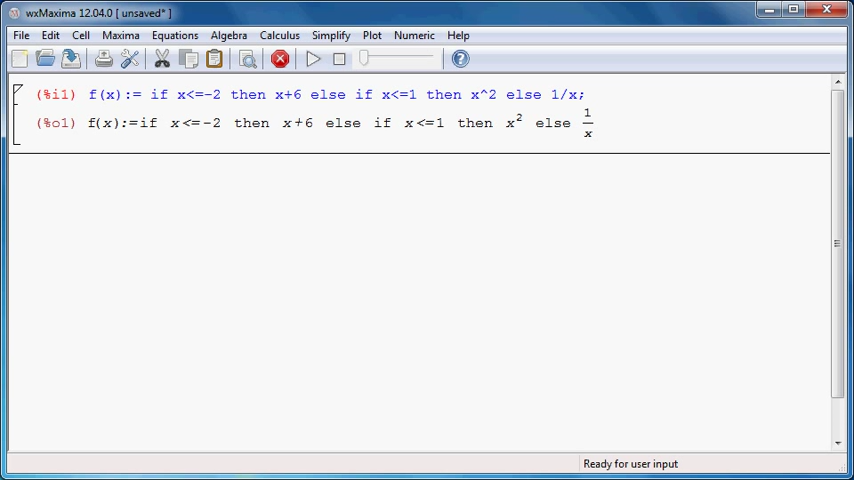 wxMaxima 12.04.0 [ unsaved* ]
File Edit Cell Maxima Equations Algebra Calculus Simplify Plot Numeric Help
(%i1) f(x):= if x<=-2 then x+6 else if x<=1 then x^2 else 1/x;
(%o1) f(x):=if x<=-2 then x+6 else if x<=1 then x² else 1/x
Ready for user input